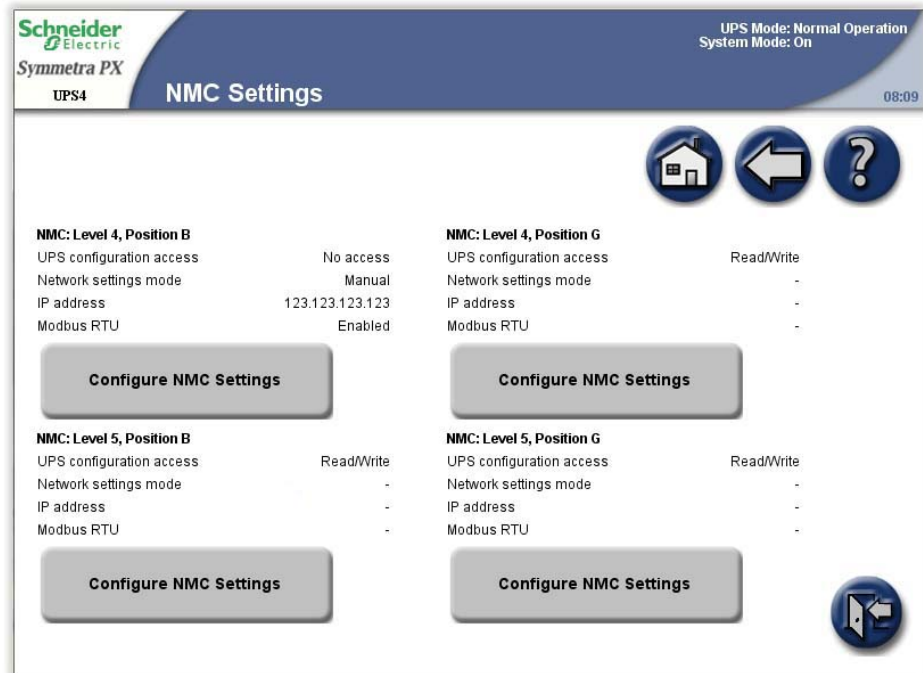 Schneider
Electric
Symmetra PX
UPS4
NMC Settings
UPS Mode: Normal Operation
System Mode: On
08:09
?
NMC: Level 4, Position B
UPS configuration access No access
Network settings mode Manual
IP address 123.123.123.123
Modbus RTU Enabled
Configure NMC Settings
NMC: Level 4, Position G
UPS configuration access Read/Write
Network settings mode -
IP address -
Modbus RTU -
Configure NMC Settings
NMC: Level 5, Position B
UPS configuration access Read/Write
Network settings mode -
IP address -
Modbus RTU -
Configure NMC Settings
NMC: Level 5, Position G
UPS configuration access Read/Write
Network settings mode -
IP address -
Modbus RTU -
Configure NMC Settings